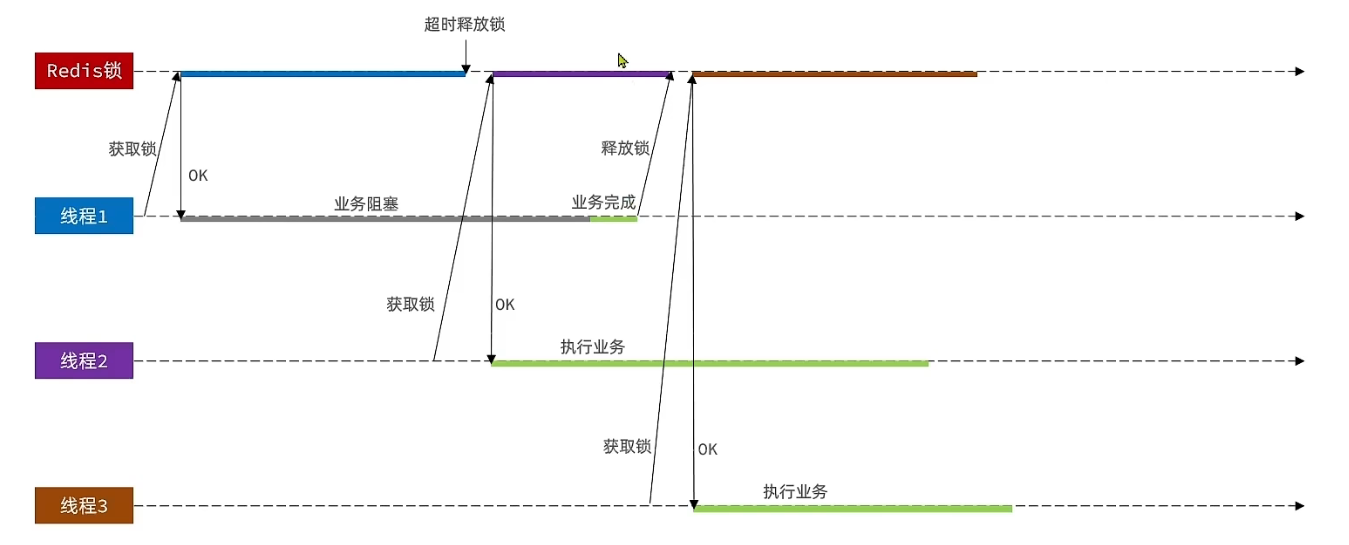 超时释放锁
Redis锁
获取锁
OK
释放锁
线程1
业务阻塞
业务完成
获取锁
OK
线程2
执行业务
获取锁
OK
线程3
执行业务